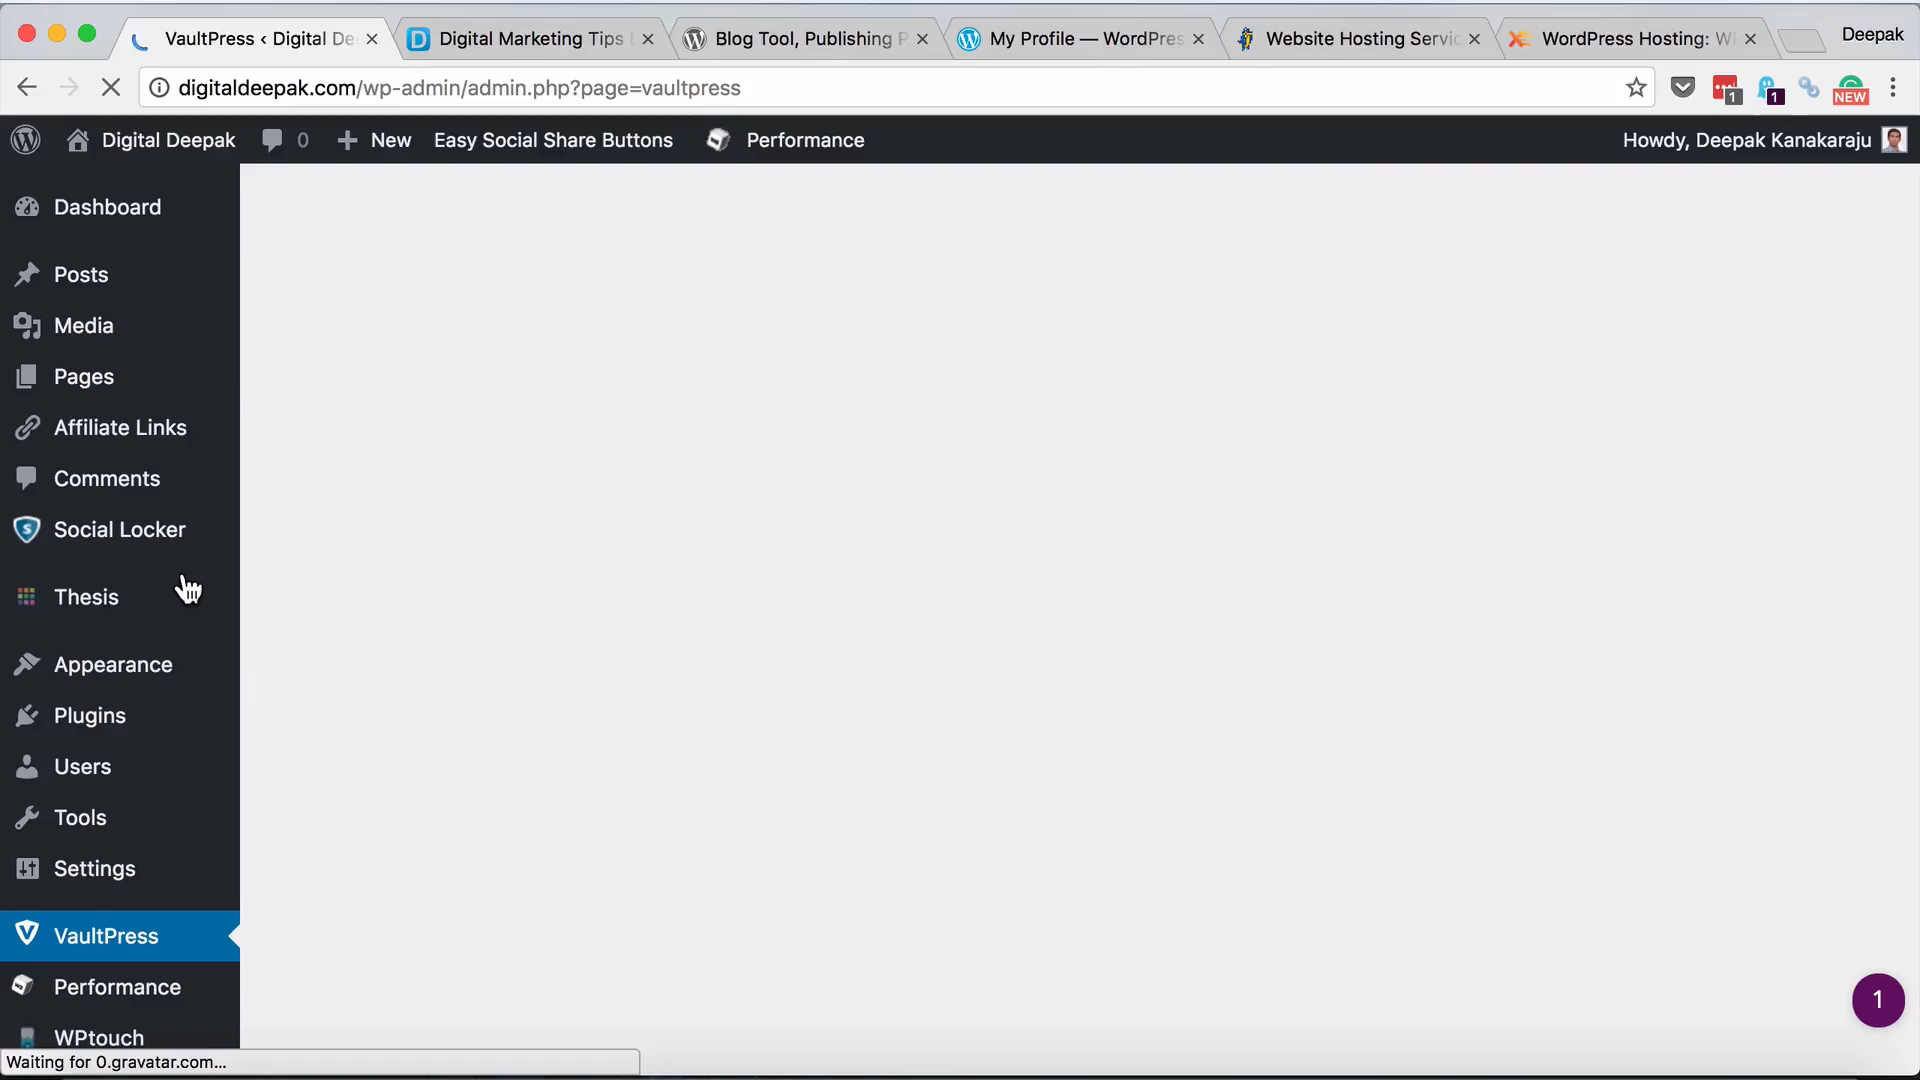 VaultPress ‹ Digital De
Digital Marketing Tips
Blog Tool, Publishing P
My Profile — WordPres
Website Hosting Servic
WordPress Hosting: W
Deepak
digitaldeepak.com/wp-admin/admin.php?page=vaultpress
1
1
NEW
Digital Deepak
0
New
Easy Social Share Buttons
Performance
Howdy, Deepak Kanakaraju
Dashboard
Posts
Media
Pages
Affiliate Links
Comments
Social Locker
Thesis
Appearance
Plugins
Users
Tools
Settings
VaultPress
Performance
WPtouch
1
Waiting for 0.gravatar.com...